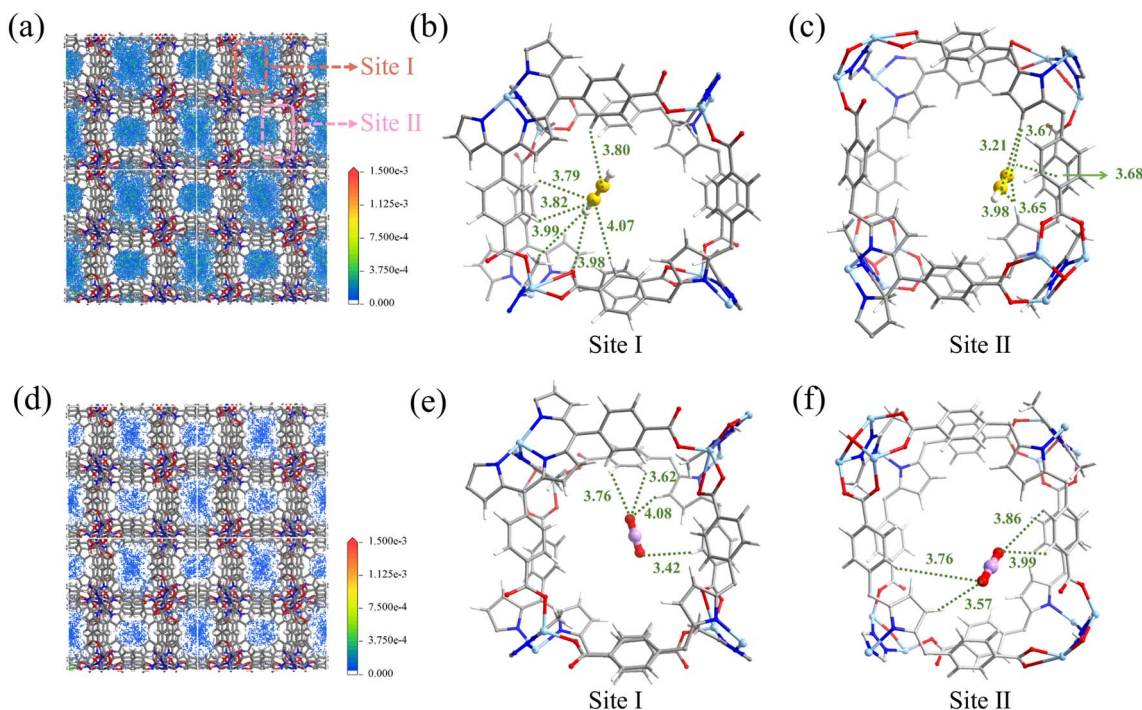 (a)
Site I
Site II
1.500e-3
1.125e-3
7.500e-4
3.750e-4
0.000
(b)
3.80
3.79
3.82
3.99
4.07
3.98
Site I
(c)
3.67
3.21
3.68
3.98
3.65
Site II
(d)
1.500e-3
1.125e-3
7.500e-4
3.750e-4
0.000
(e)
3.62
3.76
4.08
3.42
Site I
(f)
3.86
3.76
3.99
3.57
Site II